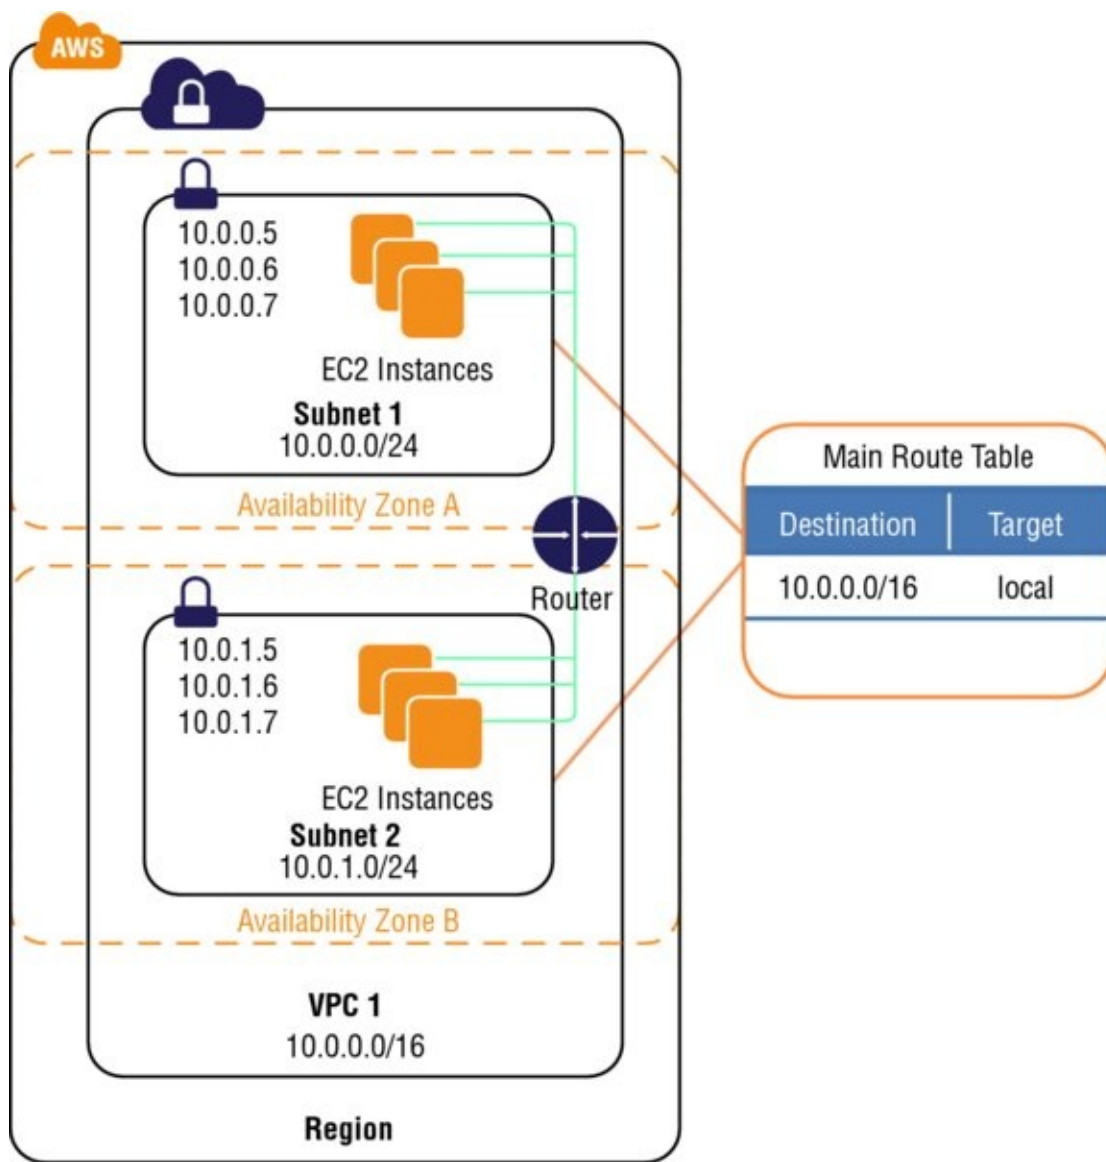 AWS
10.0.0.5
10.0.0.6
10.0.0.7
EC2 Instances
Subnet 1
10.0.0.0/24
Availability Zone A
Router
10.0.1.5
10.0.1.6
10.0.1.7
EC2 Instances
Subnet 2
10.0.1.0/24
Availability Zone B
VPC 1
10.0.0.0/16
Region
Main Route Table
Destination Target
10.0.0.0/16 local